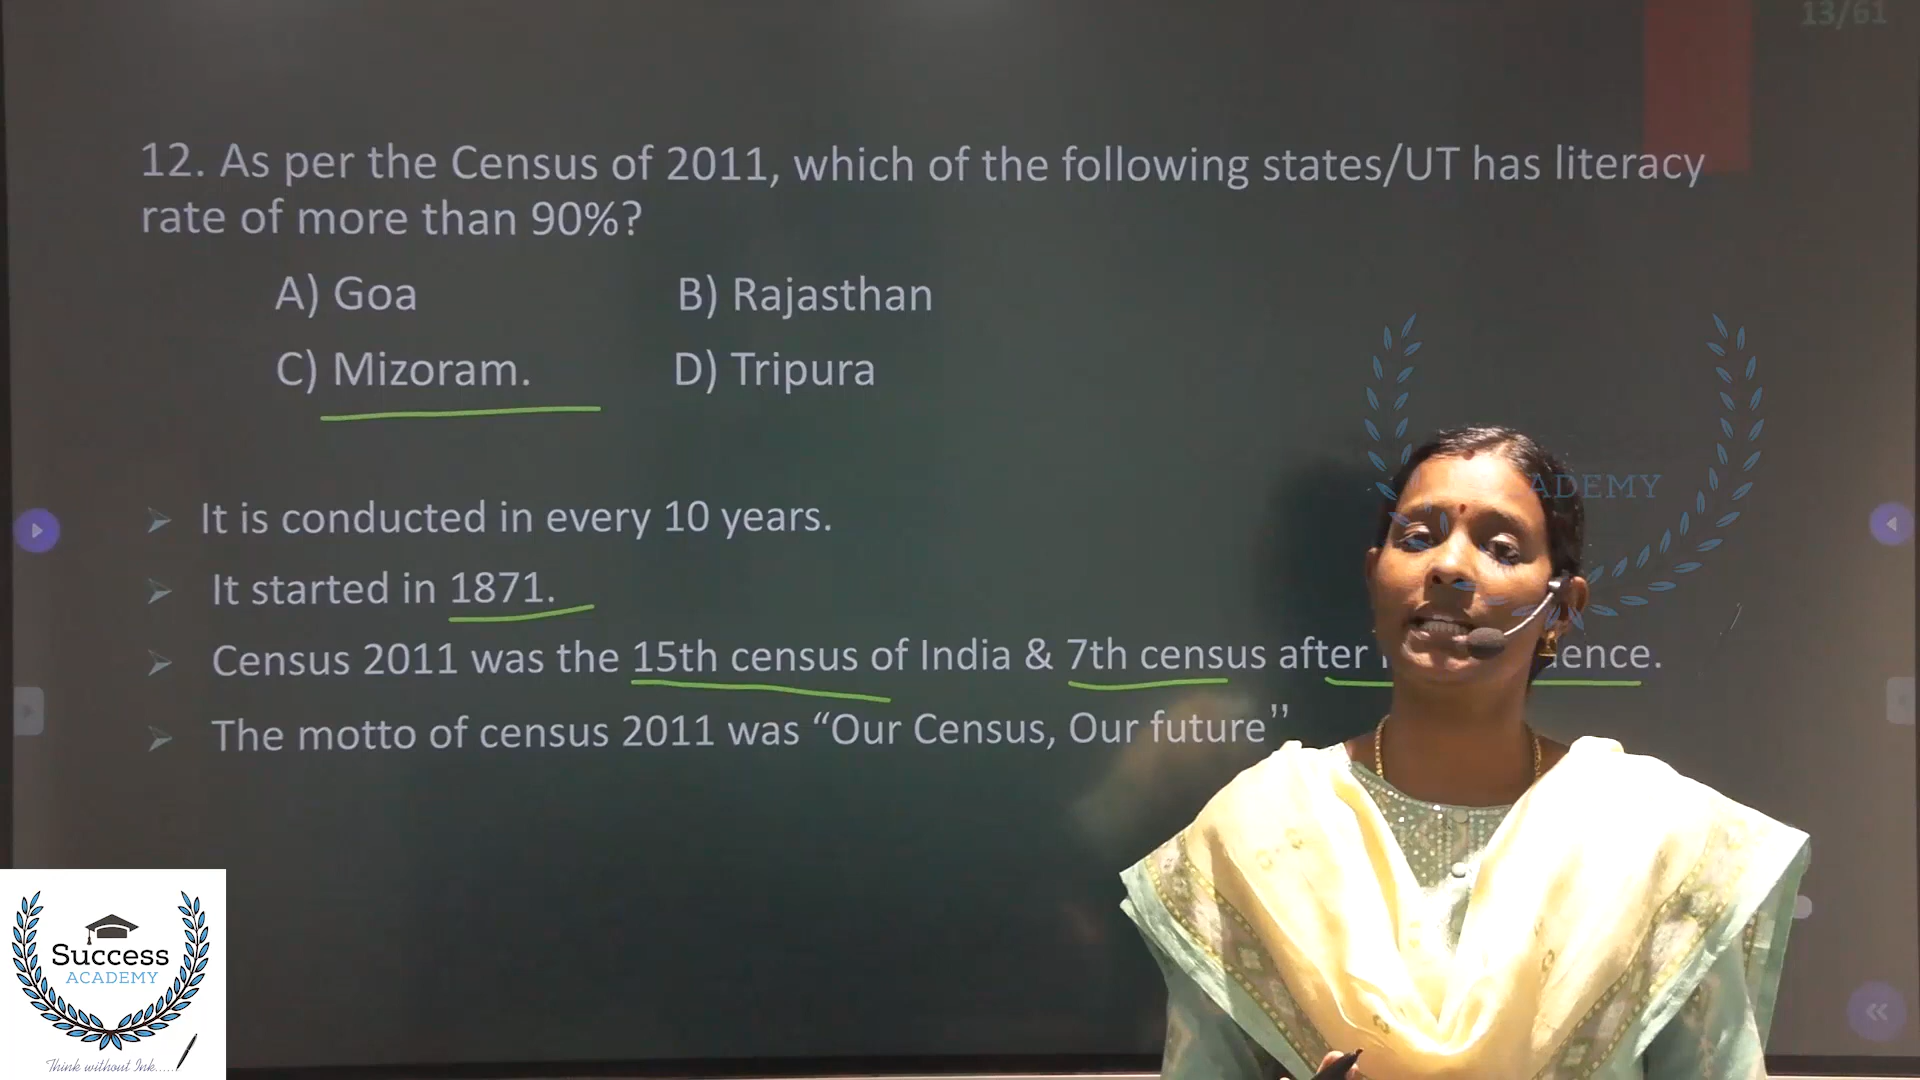 13/61
12. As per the Census of 2011, which of the following states/UT has literacy
rate of more than 90%?
A) Goa B) Rajasthan
C) Mizoram. D) Tripura
ADEMY
It is conducted in every 10 years.
It started in 1871.
Census 2011 was the 15th census of India & 7th census after
The motto of census 2011 was “Our Census, Our future”
Success
ACADEMY
Think without Ink.....